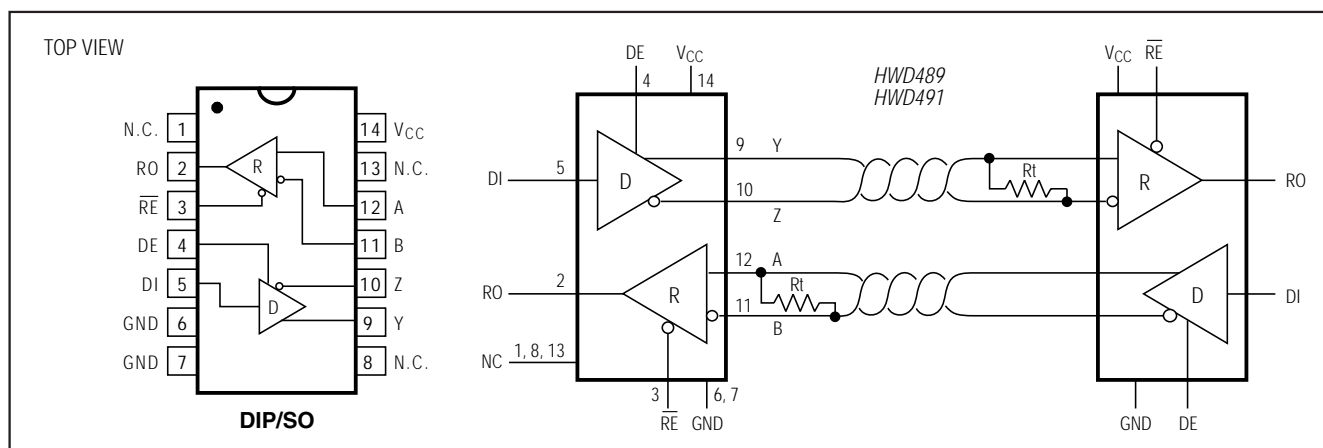 TOP VIEW
N.C. 1
RO 2
RE 3
DE 4
DI 5
GND 6
GND 7
14 VCC
13 N.C.
12 A
11 B
10 Z
9 Y
8 N.C.
R
D
DIP/SO
DE
4
VCC
14
HWD489
HWD491
VCC RE
DI 5
D
9 Y
10
Z
Rt
R
RO
RO 2
R
12 A
Rt
11
B
D
DI
NC 1, 8, 13
3
RE
6, 7
GND
GND
DE